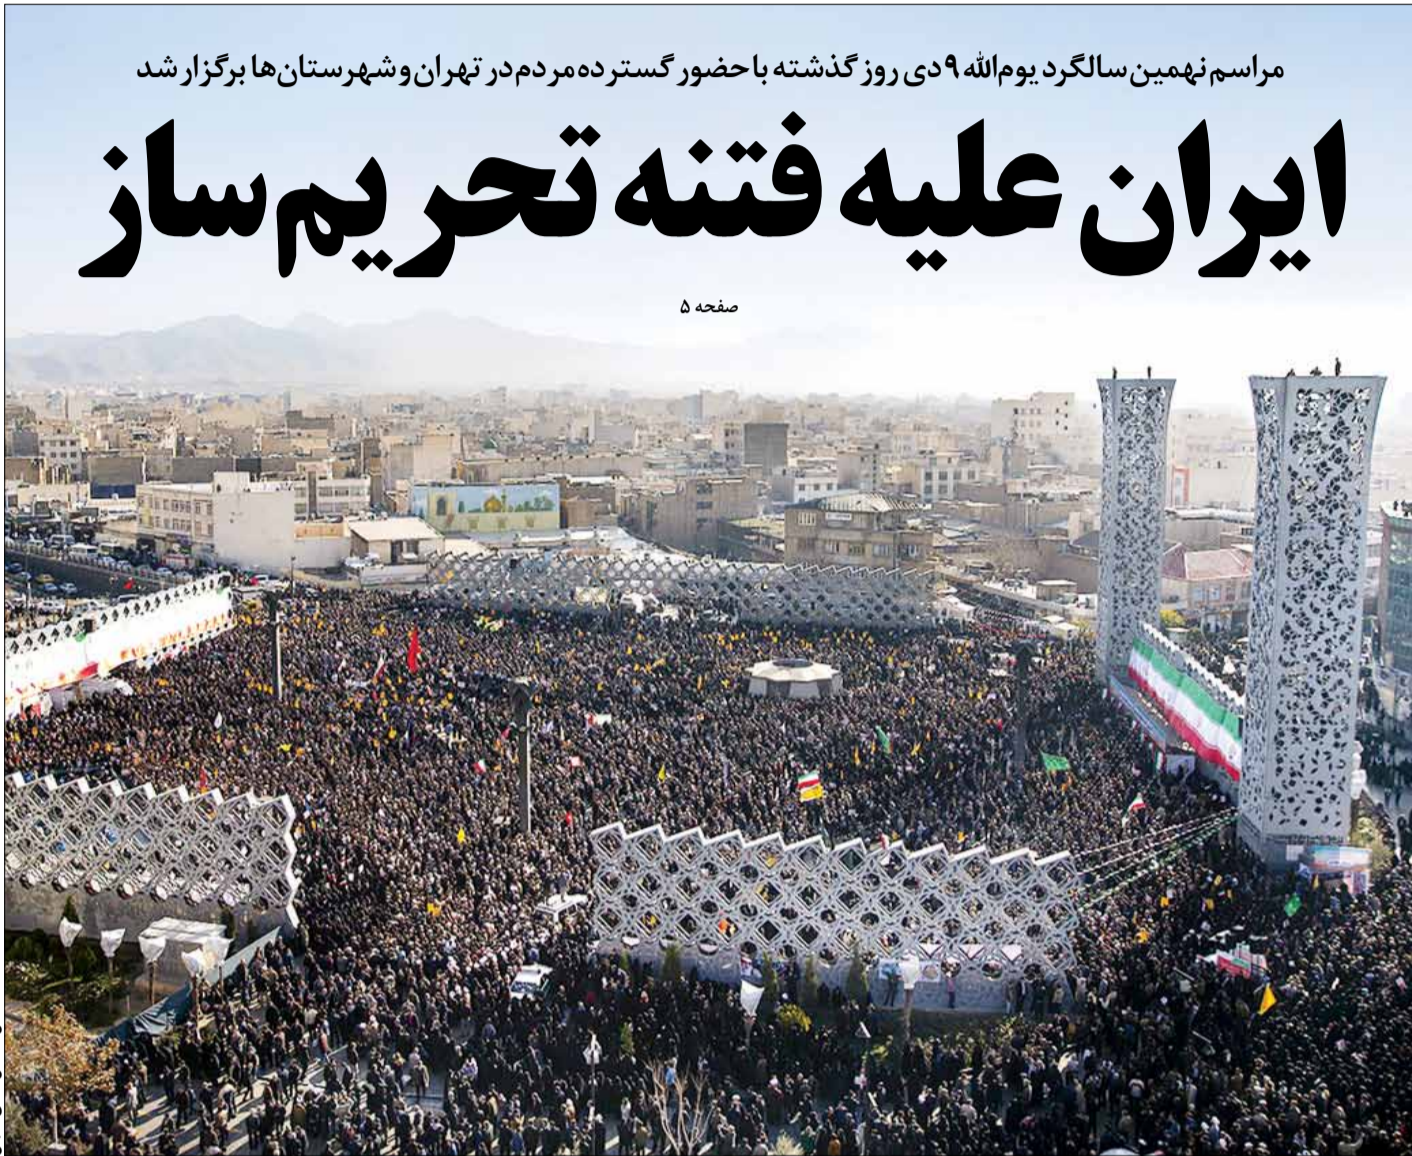 مراسم نهمین سالگرد یوم‌الله ۹ دی روز گذشته با حضور گسترده مردم در تهران و شهرستان‌ها برگزار شد
ایران علیه فتنه تحریم‌ساز
صفحه ۵